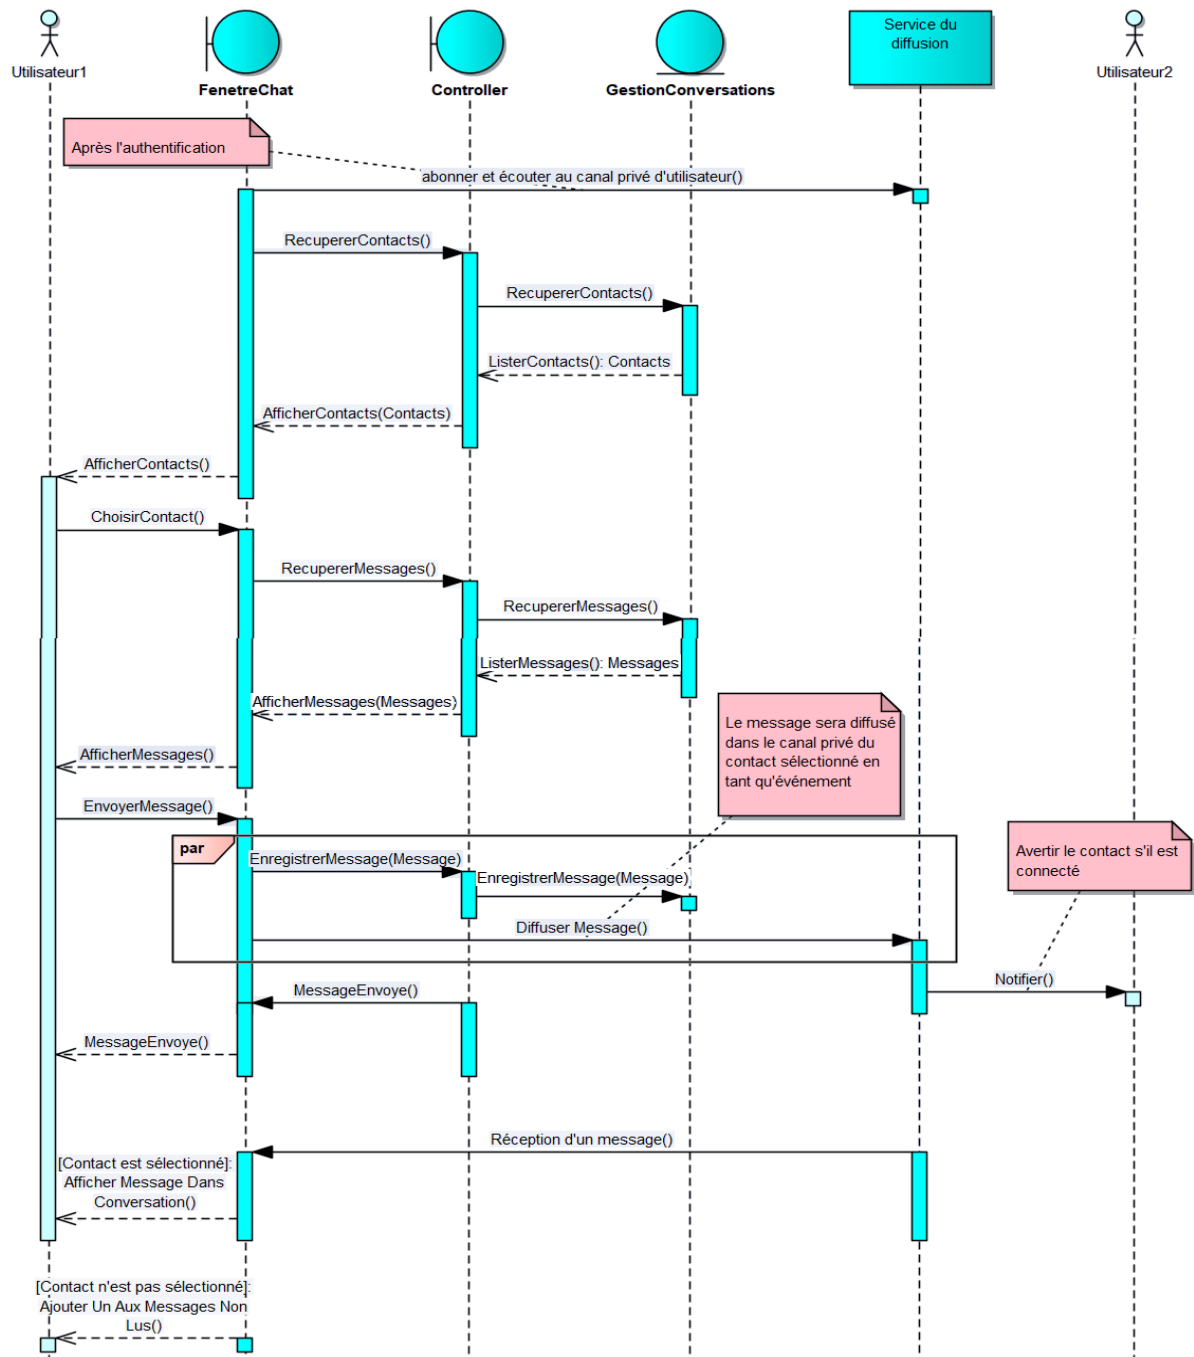 Utilisateur1
FenetreChat
Controller
GestionConversations
Service du
diffusion
Utilisateur2
Après l'authentification
abonner et écouter au canal privé d'utilisateur()
RecupererContacts()
RecupererContacts()
ListerContacts(): Contacts
AfficherContacts(Contacts)
AfficherContacts()
ChoisirContact()
RecupererMessages()
RecupererMessages()
ListerMessages(): Messages
AfficherMessages(Messages)
Le message sera diffusé
dans le canal privé du
contact sélectionné en
tant qu'événement
AfficherMessages()
EnvoyerMessage()
par
EnregistrerMessage(Message)
EnregistrerMessage(Message)
Avertir le contact s'il est
connecté
Diffuser Message()
Notifier()
MessageEnvoye()
MessageEnvoye()
Réception d'un message()
[Contact est sélectionné]:
Afficher Message Dans
Conversation()
[Contact n'est pas sélectionné]:
Ajouter Un Aux Messages Non
Lus()